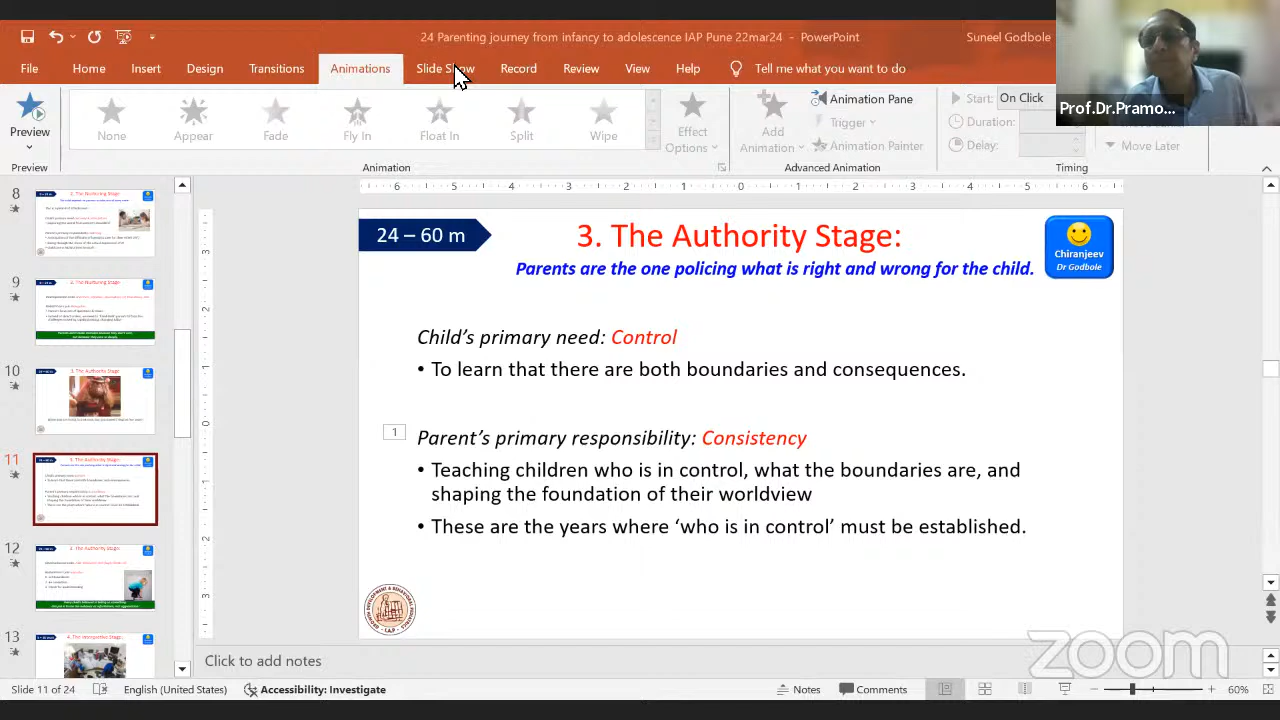 24 Parenting journey from infancy to adolescence IAP Pune 22mar24 - PowerPoint
Suneel Godbole
File Home Insert Design Transitions Animations Slide Show Record Review View Help Tell me what you want to do
Prof.Dr.Pramo...
Preview
None Appear Fade Fly In Float In Split Wipe
Effect Options
Add Animation
Animation Pane
Trigger
Animation Painter
Start: On Click
Duration:
Delay:
Move Later
Preview Animation Advanced Animation Timing
8
9
10
11
12
13
24 – 60 m
3. The Authority Stage:
Parents are the one policing what is right and wrong for the child.
Chiranjeev
Dr Godbole
Child's primary need: Control
• To learn that there are both boundaries and consequences.
1
Parent's primary responsibility: Consistency
• Teaching children who is in control, what the boundaries are, and
shaping the foundation of their worldview
• These are the years where ‘who is in control’ must be established.
zoom
Click to add notes
Slide 11 of 24 English (United States) Accessibility: Investigate Notes Comments 60%